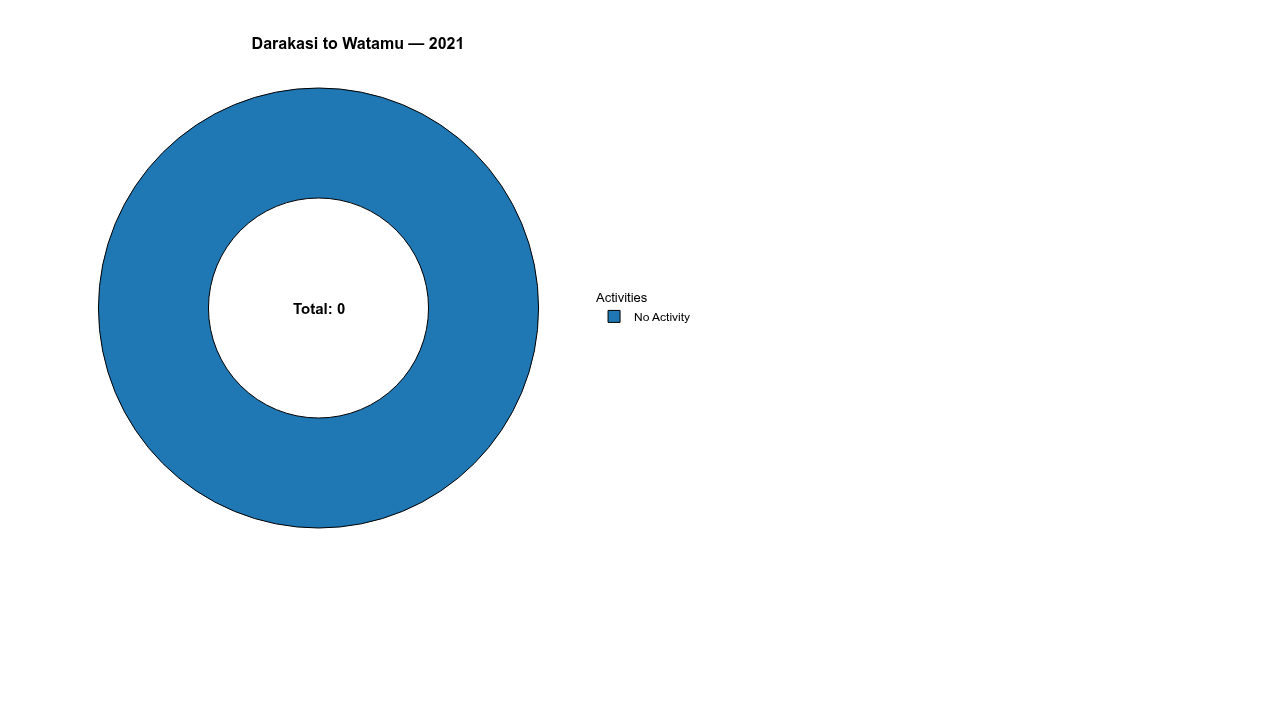 Darakasi to Watamu — 2021
Total: 0
Activities
No Activity